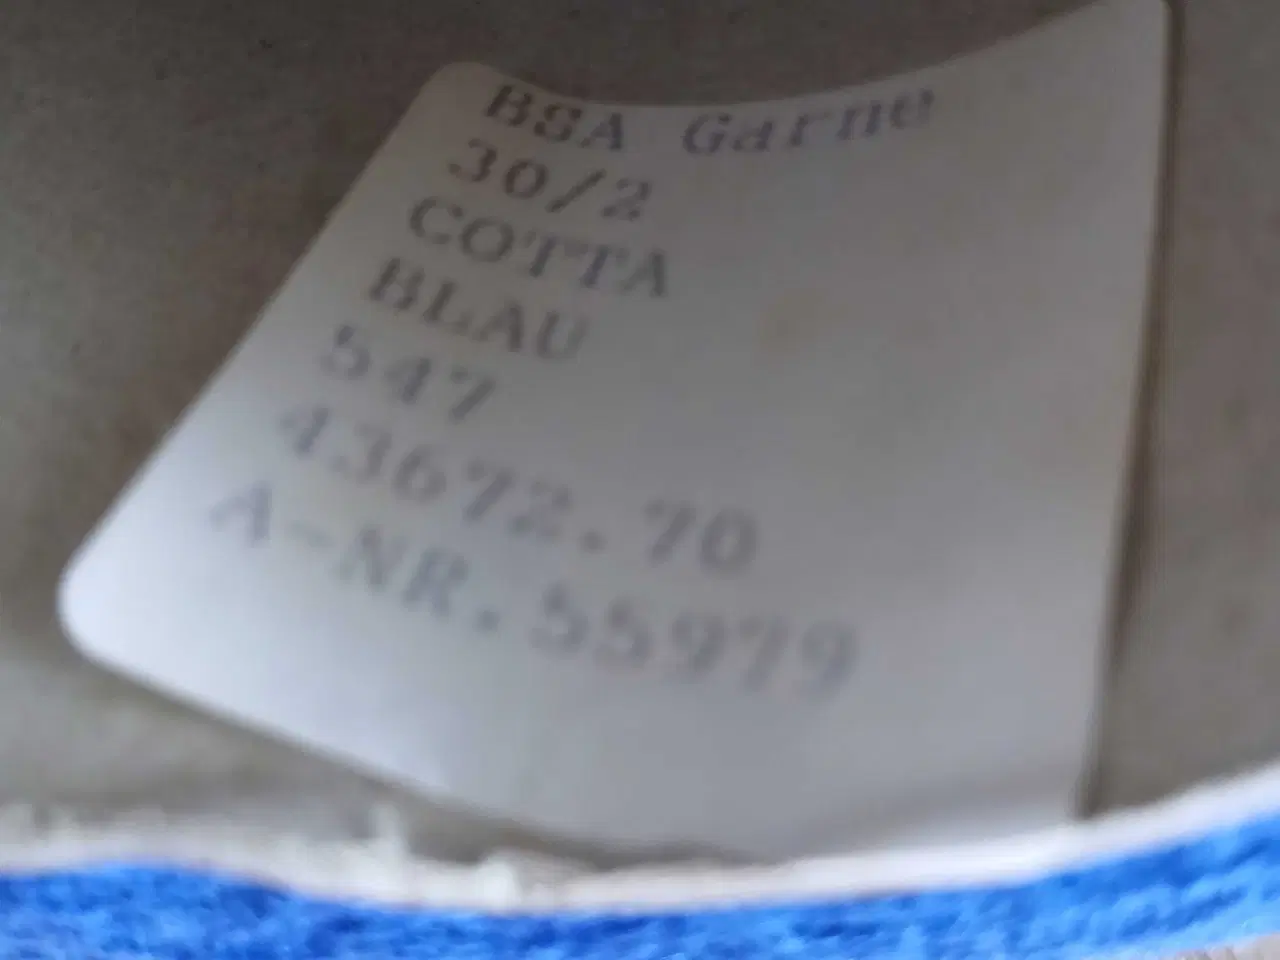 BSA Garne
30/2
COTTA
BLAU
547
43672.70
A-NR.55979